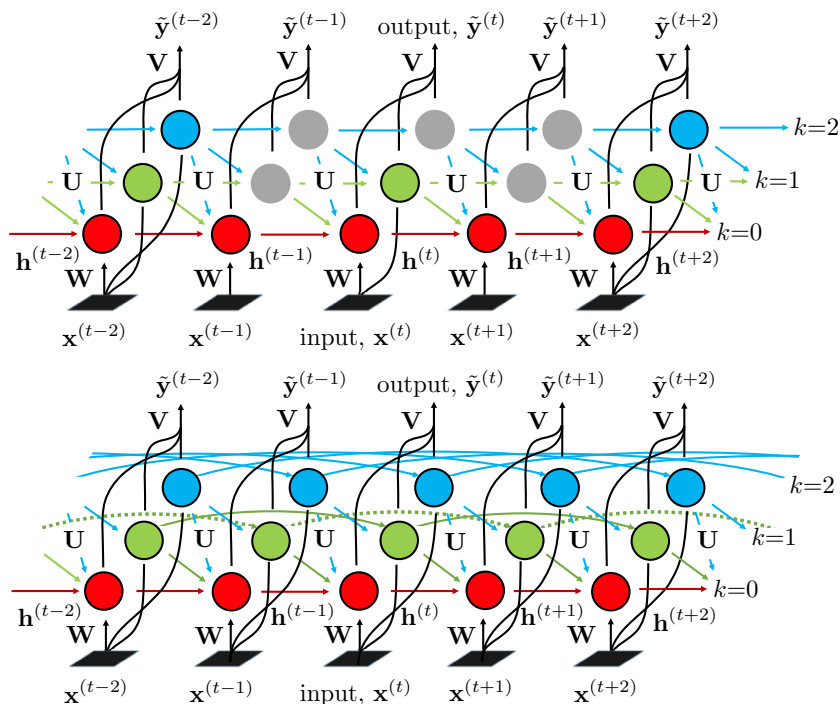 ỹ^(t−2) ỹ^(t−1) output, ỹ^(t) ỹ^(t+1) ỹ^(t+2)
V V V V V
k=2
U U U U U k=1
k=0
h^(t−2) h^(t−1) h^(t) h^(t+1) h^(t+2)
W W W W
x^(t−2) x^(t−1) input, x^(t) x^(t+1) x^(t+2)
ỹ^(t−2) ỹ^(t−1) output, ỹ^(t) ỹ^(t+1) ỹ^(t+2)
V V V V V
k=2
U U U U U k=1
k=0
h^(t−2) h^(t−1) h^(t) h^(t+1) h^(t+2)
W W W W
x^(t−2) x^(t−1) input, x^(t) x^(t+1) x^(t+2)